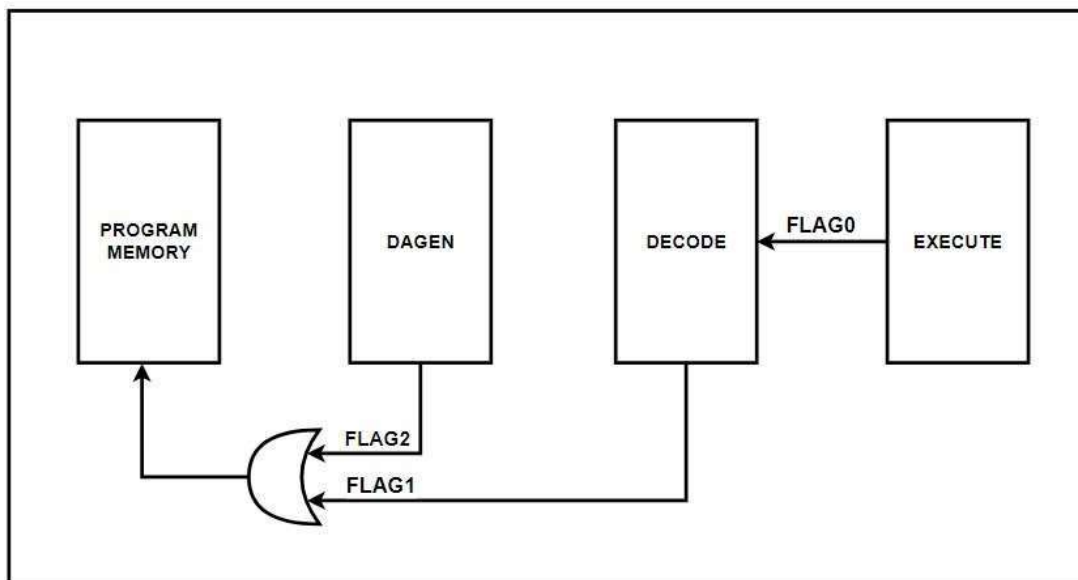 PROGRAM
MEMORY
DAGEN
DECODE
FLAG0
EXECUTE
FLAG2
FLAG1